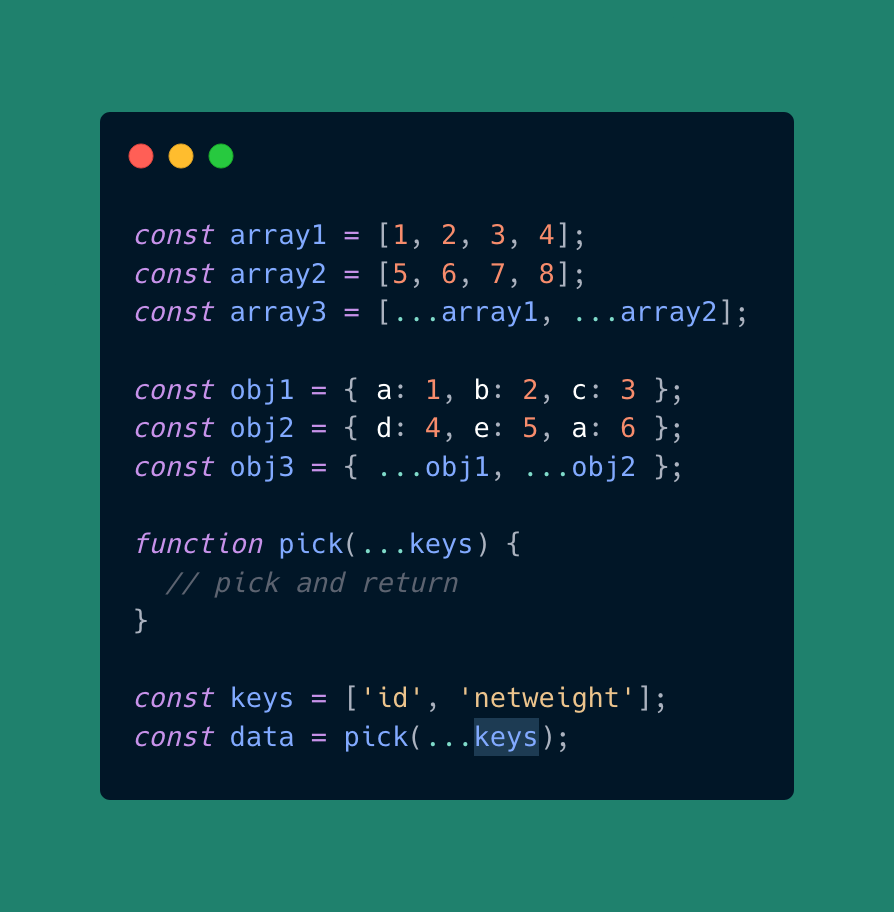 const array1 = [1, 2, 3, 4];
const array2 = [5, 6, 7, 8];
const array3 = [...array1, ...array2];
const obj1 = { a: 1, b: 2, c: 3 };
const obj2 = { d: 4, e: 5, a: 6 };
const obj3 = { ...obj1, ...obj2 };
function pick(...keys) {
  // pick and return
}
const keys = ['id', 'netweight'];
const data = pick(...keys);